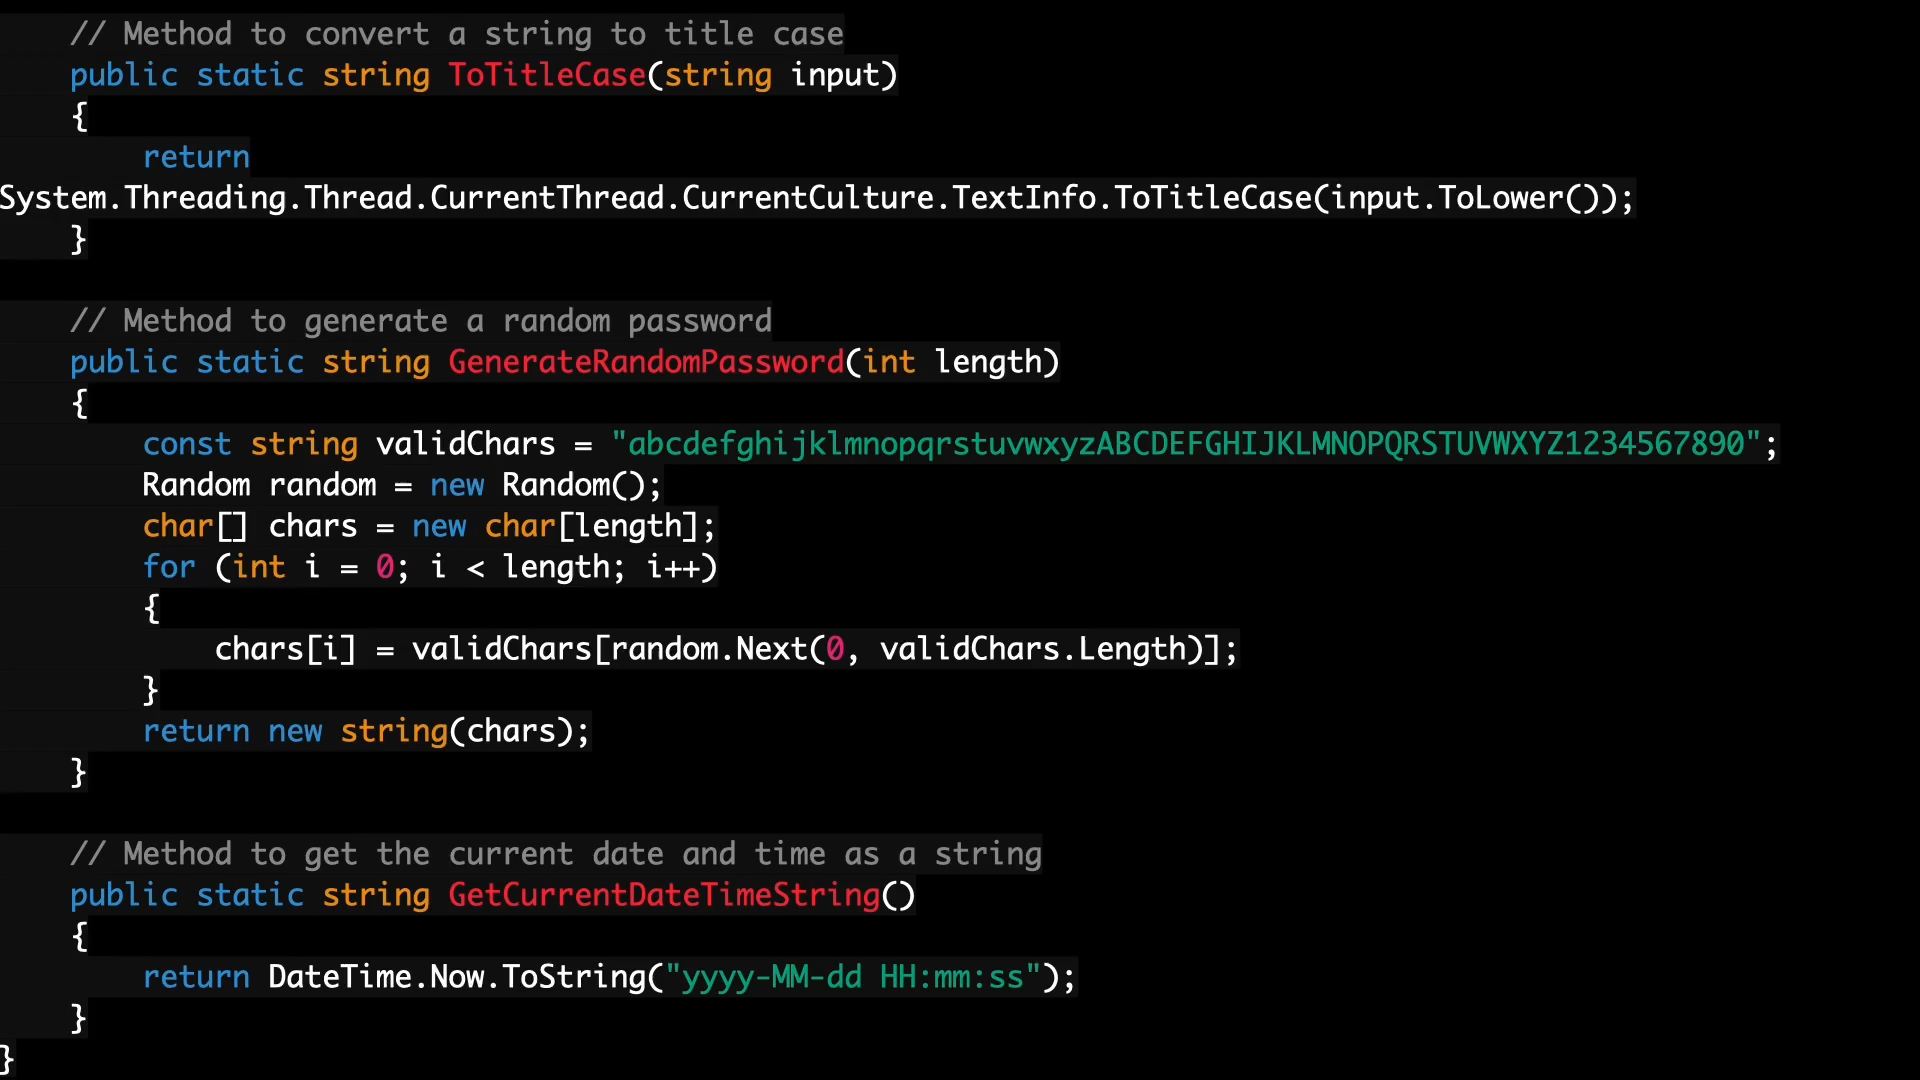 // Method to convert a string to title case
public static string ToTitleCase(string input)
{
return
System.Threading.Thread.CurrentThread.CurrentCulture.TextInfo.ToTitleCase(input.ToLower());
}
// Method to generate a random password
public static string GenerateRandomPassword(int length)
{
const string validChars = "abcdefghijklmnopqrstuvwxyzABCDEFGHIJKLMNOPQRSTUVWXYZ1234567890";
Random random = new Random();
char[] chars = new char[length];
for (int i = 0; i < length; i++)
{
chars[i] = validChars[random.Next(0, validChars.Length)];
}
return new string(chars);
}
// Method to get the current date and time as a string
public static string GetCurrentDateTimeString()
{
return DateTime.Now.ToString("yyyy-MM-dd HH:mm:ss");
}
}